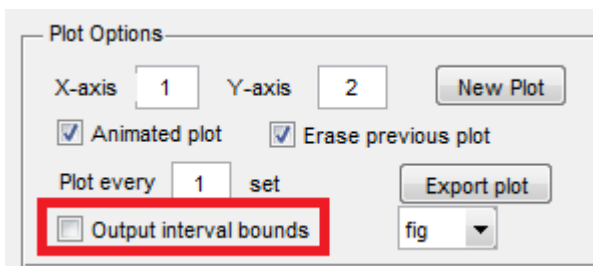 Plot Options
X-axis 1 Y-axis 2 New Plot
Animated plot Erase previous plot
Plot every 1 set Export plot
Output interval bounds fig